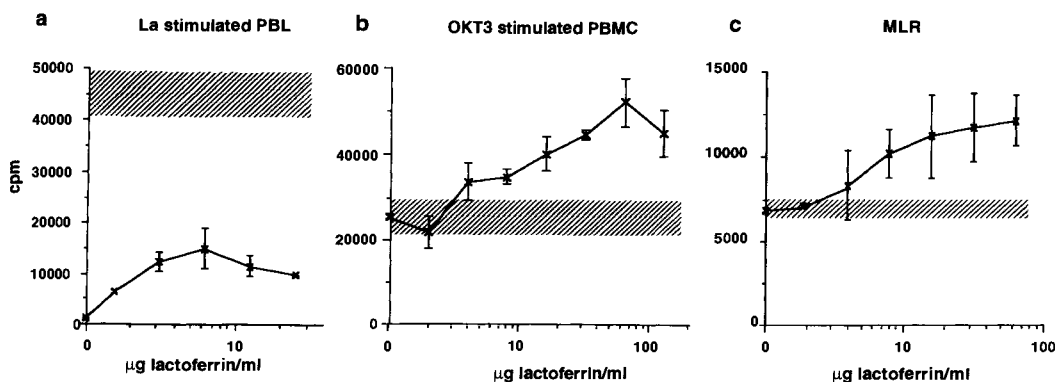 a
La stimulated PBL
50000
40000
30000
20000
10000
0
cpm
0
10
μg lactoferrin/ml
b
OKT3 stimulated PBMC
60000
40000
20000
0
0
10
100
μg lactoferrin/ml
c
MLR
15000
10000
5000
0
0
10
100
μg lactoferrin/ml